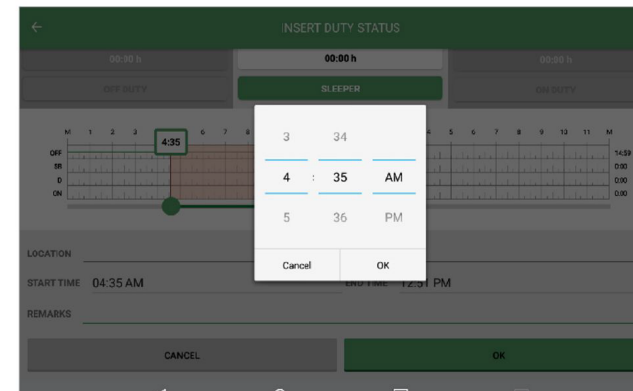 INSERT DUTY STATUS
00:00 h 00:00 h 00:00 h
OFF DUTY SLEEPER ON DUTY
M 1 2 3 4:35 6 7 8 4 5 6 7 8 9 10 11 M
OFF 14:59
SB 0:00
D 0:00
ON 0:00
3 34
4 : 35 AM
5 36 PM
Cancel OK
LOCATION
START TIME 04:35 AM END TIME 12:51 PM
REMARKS
CANCEL OK